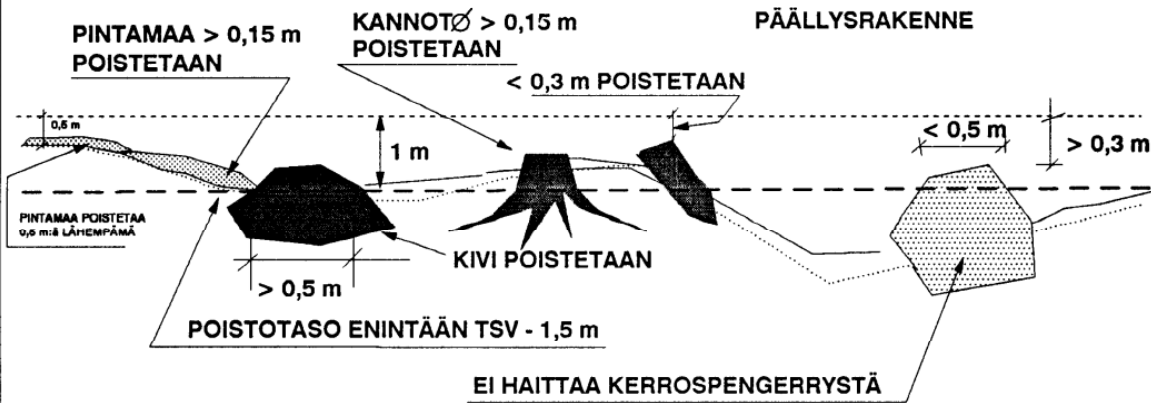 PINTAMAA > 0,15 m
POISTETAAN
KANNOTØ > 0,15 m
POISTETAAN
PÄÄLLYSRAKENNE
< 0,3 m POISTETAAN
0,5 m
1 m
< 0,5 m
> 0,3 m
PINTAMAA POISTETAA
0,5 m:ä LÄHEMPÄMÄ
KIVI POISTETAAN
> 0,5 m
POISTOTASO ENINTÄÄN TSV - 1,5 m
EI HAITTAA KERROSPENGERRYSTÄ